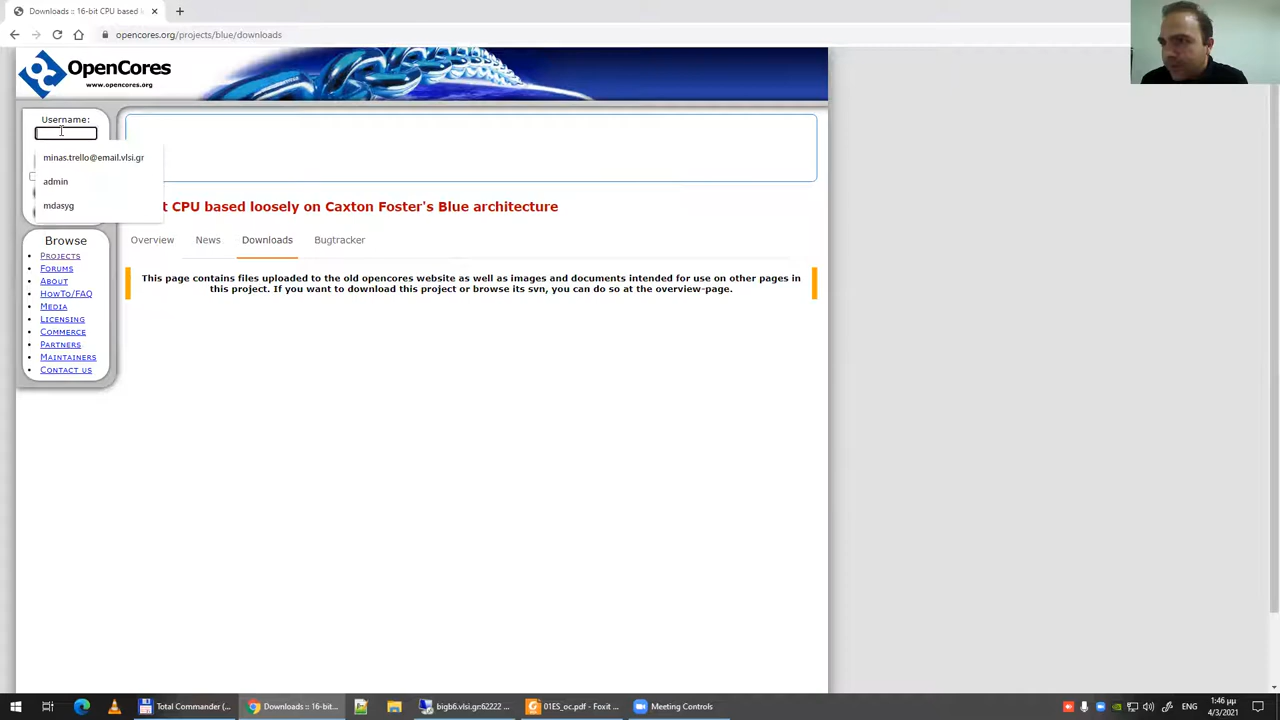 Downloads :: 16-bit CPU based l
opencores.org/projects/blue/downloads
OpenCores
www.opencores.org
Username:
minas.trello@email.vlsi.gr
admin
mdasyg
t CPU based loosely on Caxton Foster's Blue architecture
Overview News Downloads Bugtracker
This page contains files uploaded to the old opencores website as well as images and documents intended for use on other pages in
this project. If you want to download this project or browse its svn, you can do so at the overview-page.
Browse
Projects
Forums
About
HowTo/FAQ
Media
Licensing
Commerce
Partners
Maintainers
Contact us
Total Commander (... Downloads :: 16-bit ... bigb6.vlsi.gr:62222 ... 01ES_oc.pdf - Foxit ... Meeting Controls
1:46 μμ
4/3/2021